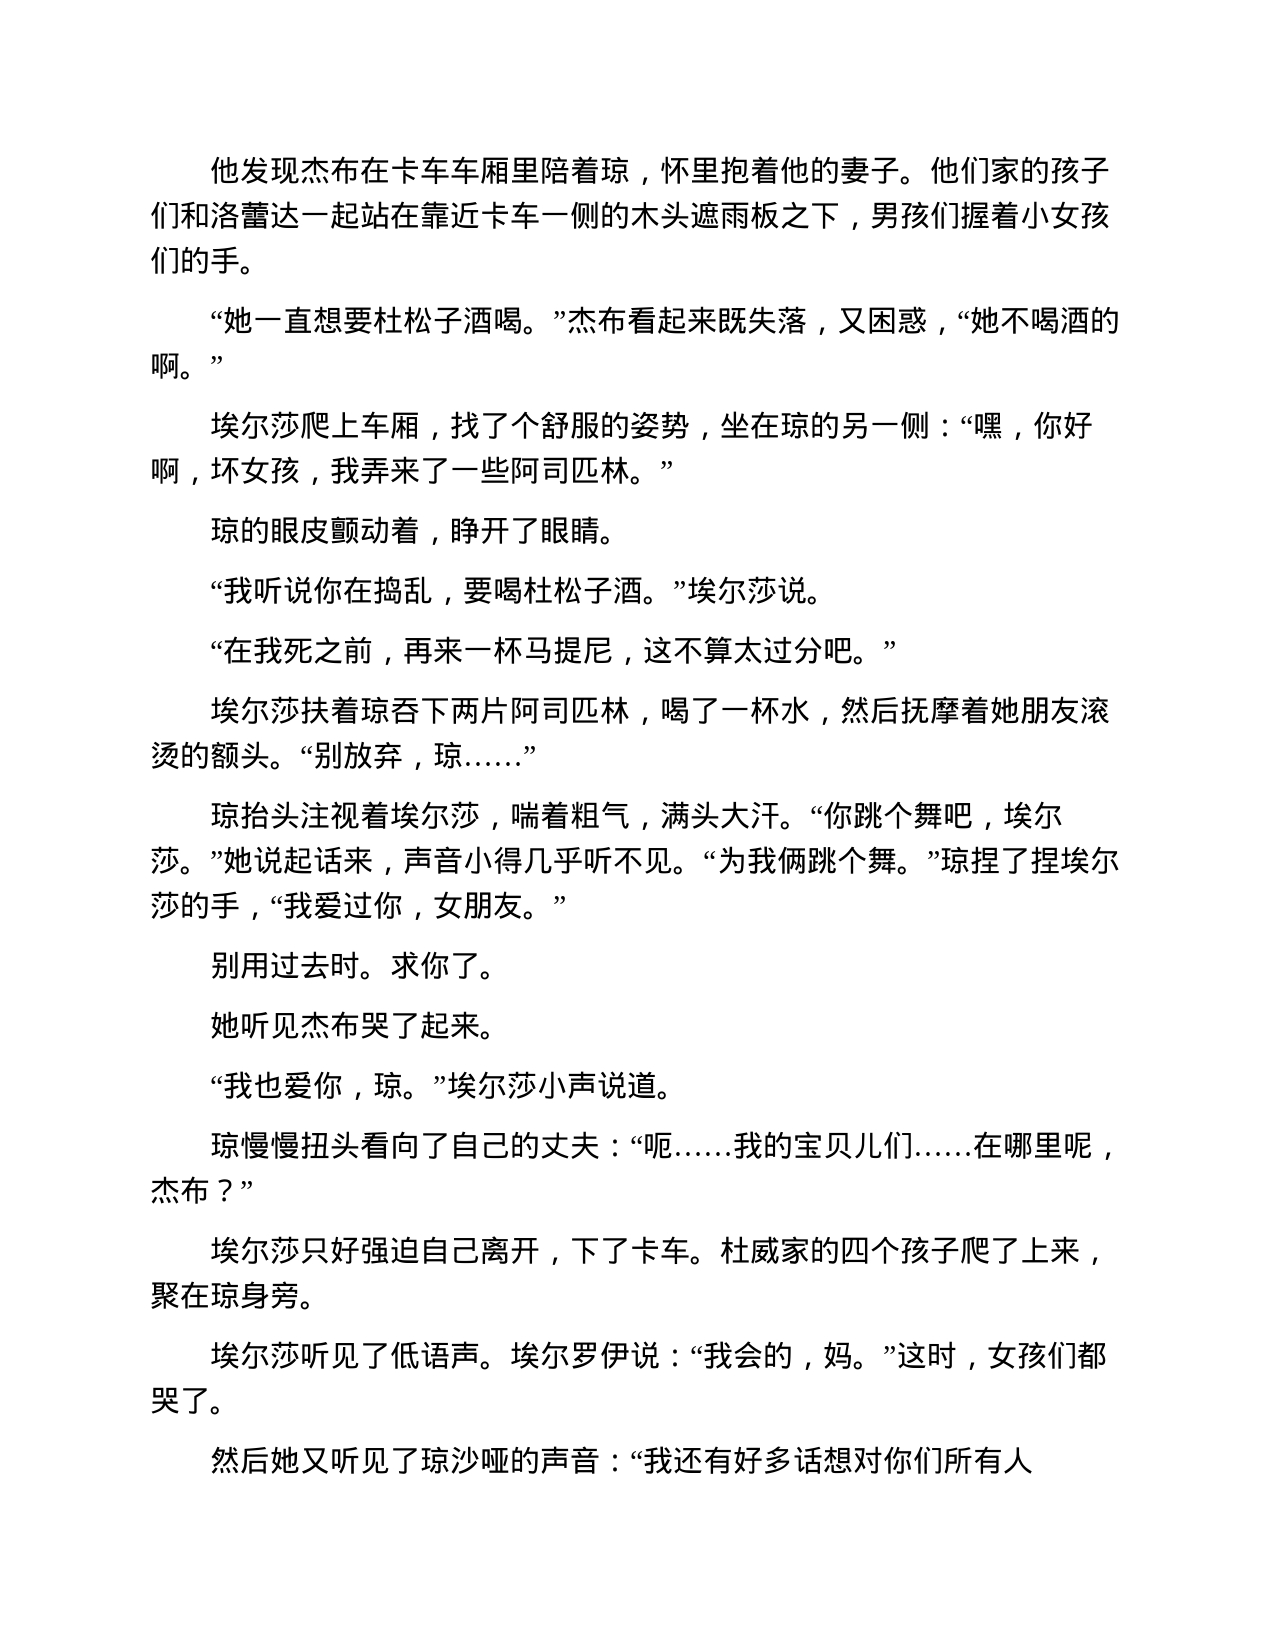 他发现杰布在卡车车厢里陪着琼，怀里抱着他的妻子。他们家的孩子
们和洛蕾达一起站在靠近卡车一侧的木头遮雨板之下，男孩们握着小女孩
们的手。
“她一直想要杜松子酒喝。”杰布看起来既失落，又困惑，“她不喝酒的
啊。”
埃尔莎爬上车厢，找了个舒服的姿势，坐在琼的另一侧：“嘿，你好
啊，坏女孩，我弄来了一些阿司匹林。”
琼的眼皮颤动着，睁开了眼睛。
“我听说你在捣乱，要喝杜松子酒。”埃尔莎说。
“在我死之前，再来一杯马提尼，这不算太过分吧。”
埃尔莎扶着琼吞下两片阿司匹林，喝了一杯水，然后抚摩着她朋友滚
烫的额头。“别放弃，琼……”
琼抬头注视着埃尔莎，喘着粗气，满头大汗。“你跳个舞吧，埃尔
莎。”她说起话来，声音小得几乎听不见。“为我俩跳个舞。”琼捏了捏埃尔
莎的手，“我爱过你，女朋友。”
别用过去时。求你了。
她听见杰布哭了起来。
“我也爱你，琼。”埃尔莎小声说道。
琼慢慢扭头看向了自己的丈夫：“呃……我的宝贝儿们……在哪里呢，
杰布？”
埃尔莎只好强迫自己离开，下了卡车。杜威家的四个孩子爬了上来，
聚在琼身旁。
埃尔莎听见了低语声。埃尔罗伊说：“我会的，妈。”这时，女孩们都
哭了。
然后她又听见了琼沙哑的声音：“我还有好多话想对你们所有人